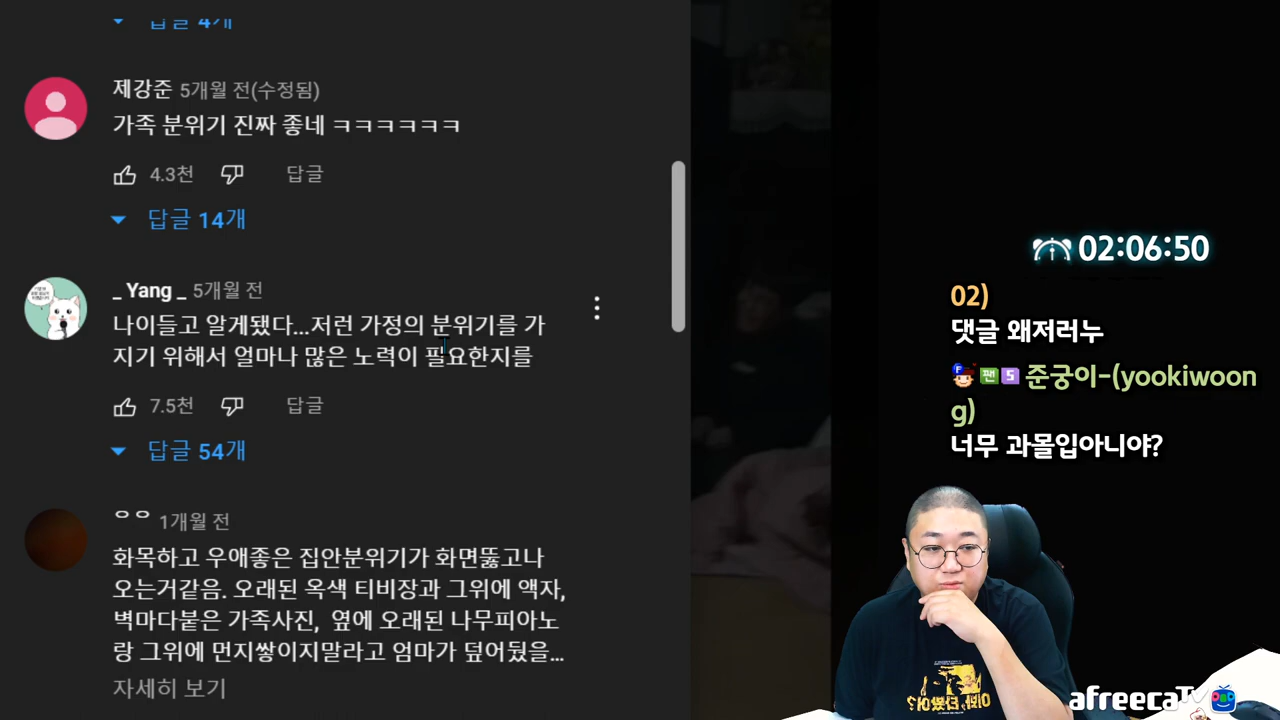 답글 4개
제강준 5개월 전(수정됨)
가족 분위기 진짜 좋네 ㅋㅋㅋㅋㅋㅋ
4.3천 답글
답글 14개
_ Yang _ 5개월 전
나이들고 알게됐다...저런 가정의 분위기를 가
지기 위해서 얼마나 많은 노력이 필요한지를
7.5천 답글
답글 54개
ᄋᄋ 1개월 전
화목하고 우애좋은 집안분위기가 화면뚫고나
오는거같음. 오래된 옥색 티비장과 그위에 액자,
벽마다붙은 가족사진, 옆에 오래된 나무피아노
랑 그위에 먼지쌓이지말라고 엄마가 덮어뒀을...
자세히 보기
02:06:50
02)
댓글 왜저러누
F 팬 5 준궁이-(yookiwoon
g)
너무 과몰입아니야?
afreecaTV